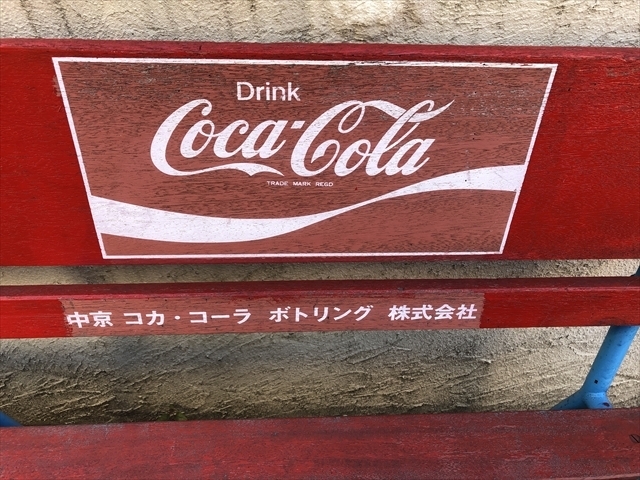 Drink
Coca-Cola
TRADE MARK REGD
中京 コカ・コーラ ボトリング 株式会社